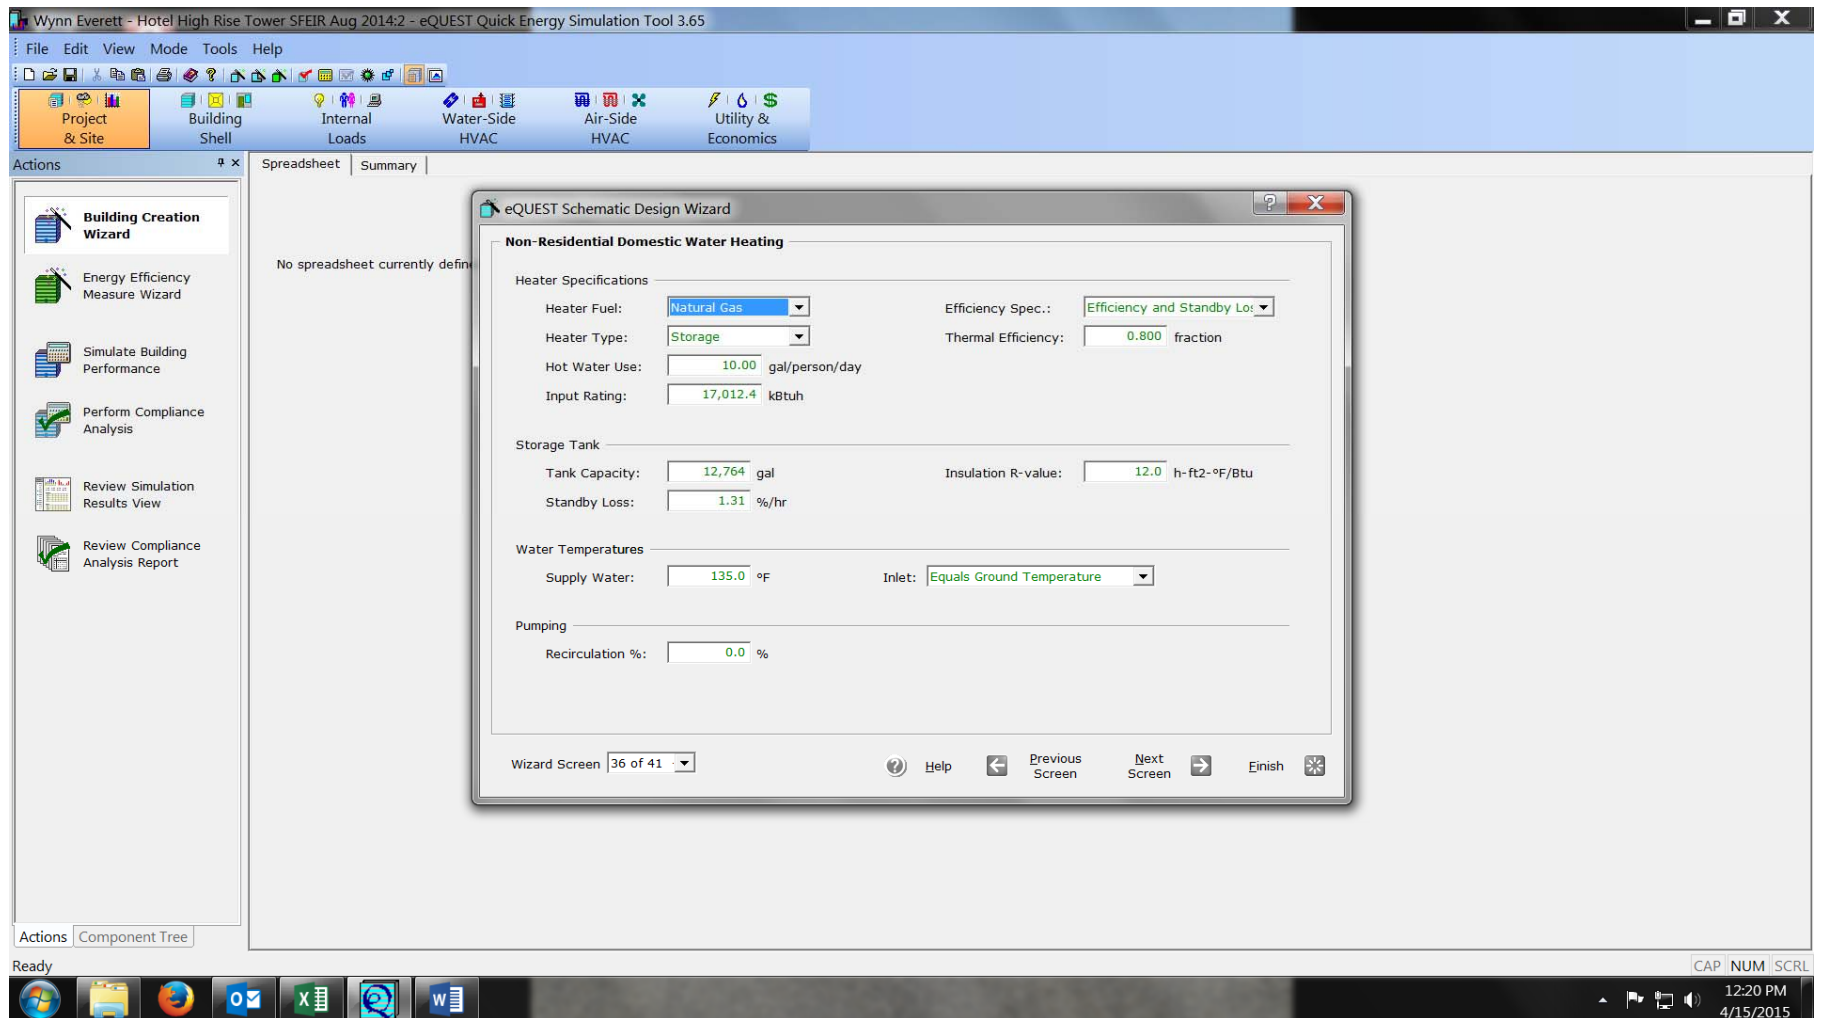 Wynn Everett - Hotel High Rise Tower SFEIR Aug 2014:2 - eQUEST Quick Energy Simulation Tool 3.65
File Edit View Mode Tools Help
Project & Site
Building Shell
Internal Loads
Water-Side HVAC
Air-Side HVAC
Utility & Economics
Actions
Spreadsheet Summary
Building Creation
Wizard
Energy Efficiency
Measure Wizard
Simulate Building
Performance
Perform Compliance
Analysis
Review Simulation
Results View
Review Compliance
Analysis Report
No spreadsheet currently define
eQUEST Schematic Design Wizard
Non-Residential Domestic Water Heating
Heater Specifications
Heater Fuel: Natural Gas Efficiency Spec.: Efficiency and Standby Los
Heater Type: Storage Thermal Efficiency: 0.800 fraction
Hot Water Use: 10.00 gal/person/day
Input Rating: 17,012.4 kBtuh
Storage Tank
Tank Capacity: 12,764 gal Insulation R-value: 12.0 h-ft2-ºF/Btu
Standby Loss: 1.31 %/hr
Water Temperatures
Supply Water: 135.0 ºF Inlet: Equals Ground Temperature
Pumping
Recirculation %: 0.0 %
Wizard Screen 36 of 41 Help Previous Screen Next Screen Finish
Actions Component Tree
Ready CAP NUM SCRL
12:20 PM
4/15/2015